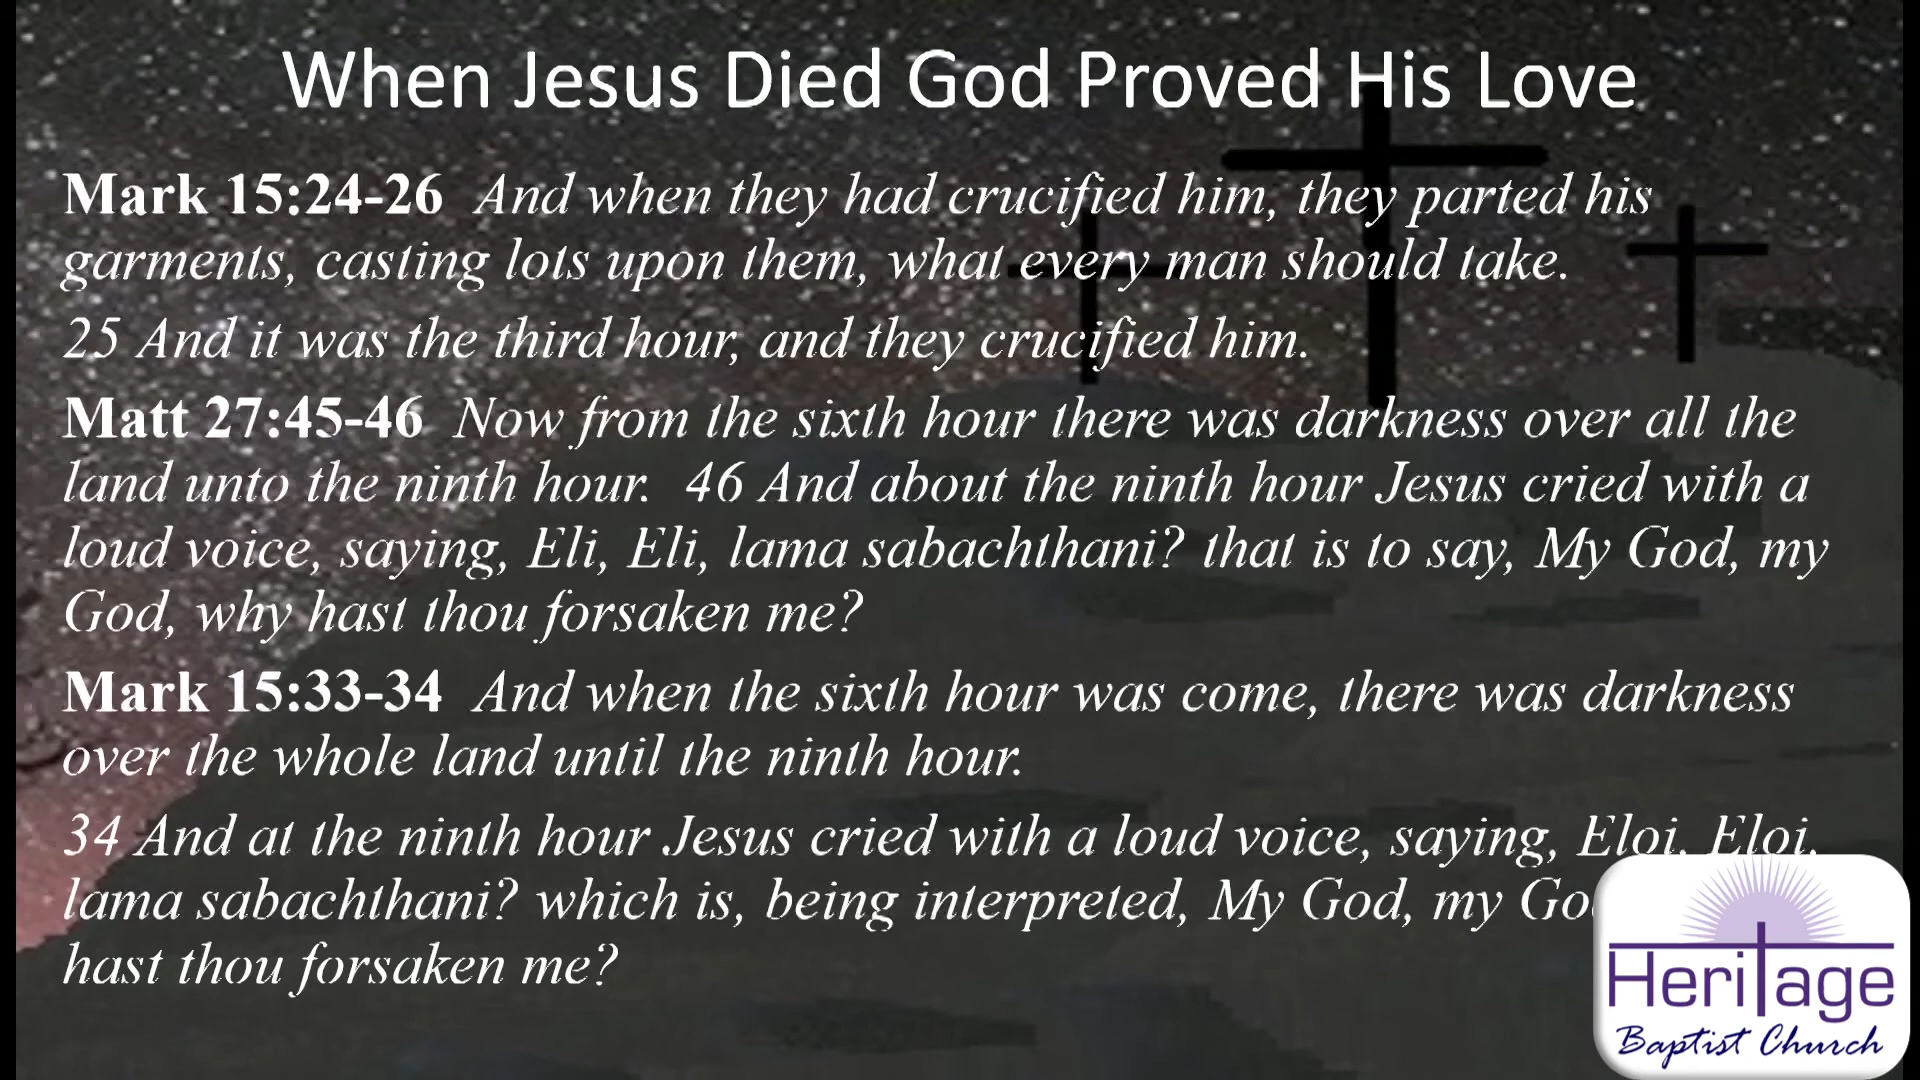 When Jesus Died God Proved His Love
Mark 15:24-26 And when they had crucified him, they parted his
garments, casting lots upon them, what every man should take.
25 And it was the third hour, and they crucified him.
Matt 27:45-46 Now from the sixth hour there was darkness over all the
land unto the ninth hour. 46 And about the ninth hour Jesus cried with a
loud voice, saying, Eli, Eli, lama sabachthani? that is to say, My God, my
God, why hast thou forsaken me?
Mark 15:33-34 And when the sixth hour was come, there was darkness
over the whole land until the ninth hour.
34 And at the ninth hour Jesus cried with a loud voice, saying, Eloi, Eloi,
lama sabachthani? which is, being interpreted, My God, my
hast thou forsaken me?
Heritage
Baptist Church